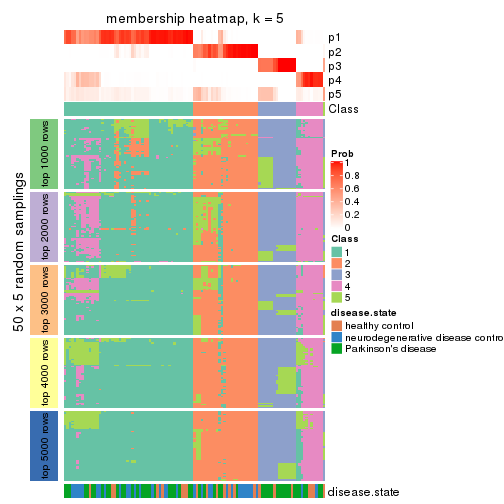 membership heatmap, k = 5
p1
p2
p3
p4
p5
Class
50 x 5 random samplings
top 1000 rows
top 2000 rows
top 3000 rows
top 4000 rows
top 5000 rows
Prob
1
0.8
0.6
0.4
0.2
0
Class
1
2
3
4
5
disease.state
healthy control
neurodegenerative disease contro
Parkinson's disease
disease.state